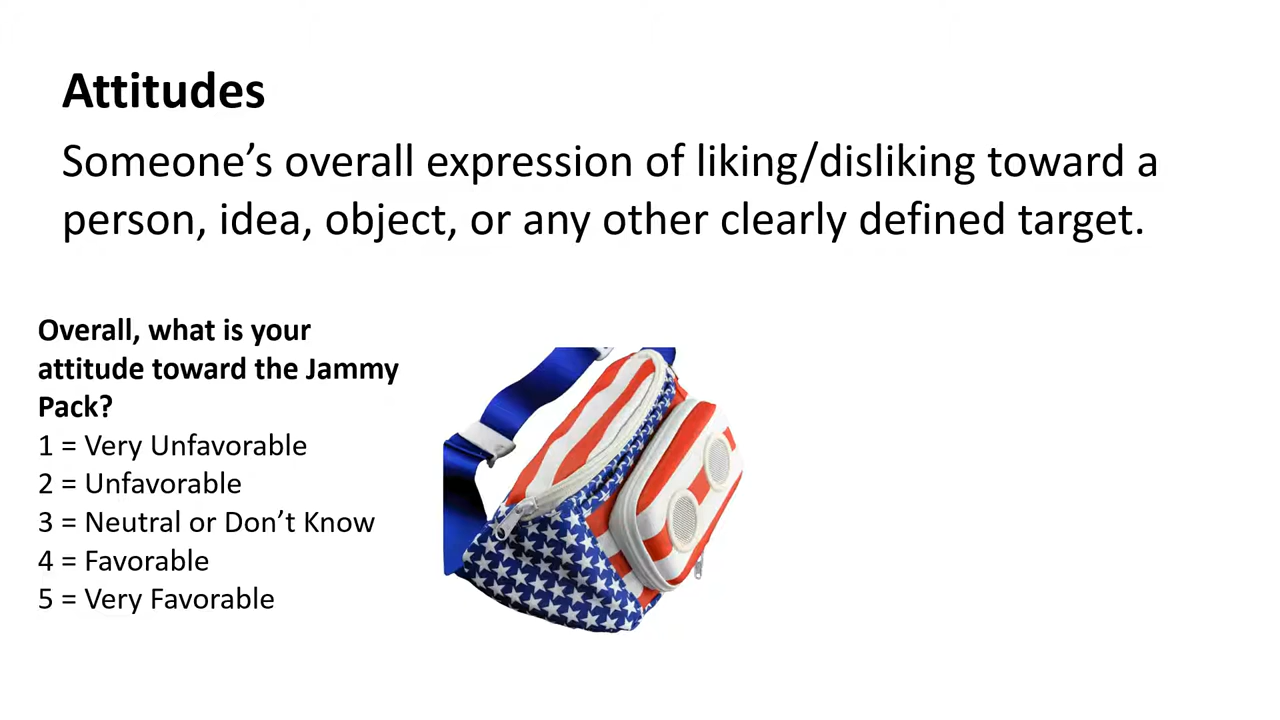 Attitudes
Someone’s overall expression of liking/disliking toward a
person, idea, object, or any other clearly defined target.
Overall, what is your
attitude toward the Jammy
Pack?
1 = Very Unfavorable
2 = Unfavorable
3 = Neutral or Don’t Know
4 = Favorable
5 = Very Favorable